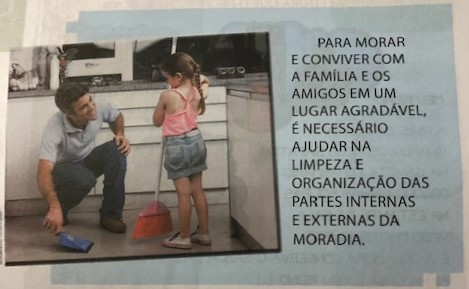 PARA MORAR
E CONVIVER COM
A FAMÍLIA E OS
AMIGOS EM UM
LUGAR AGRADÁVEL,
É NECESSÁRIO
AJUDAR NA
LIMPEZA E
ORGANIZAÇÃO DAS
PARTES INTERNAS
E EXTERNAS DA
MORADIA.